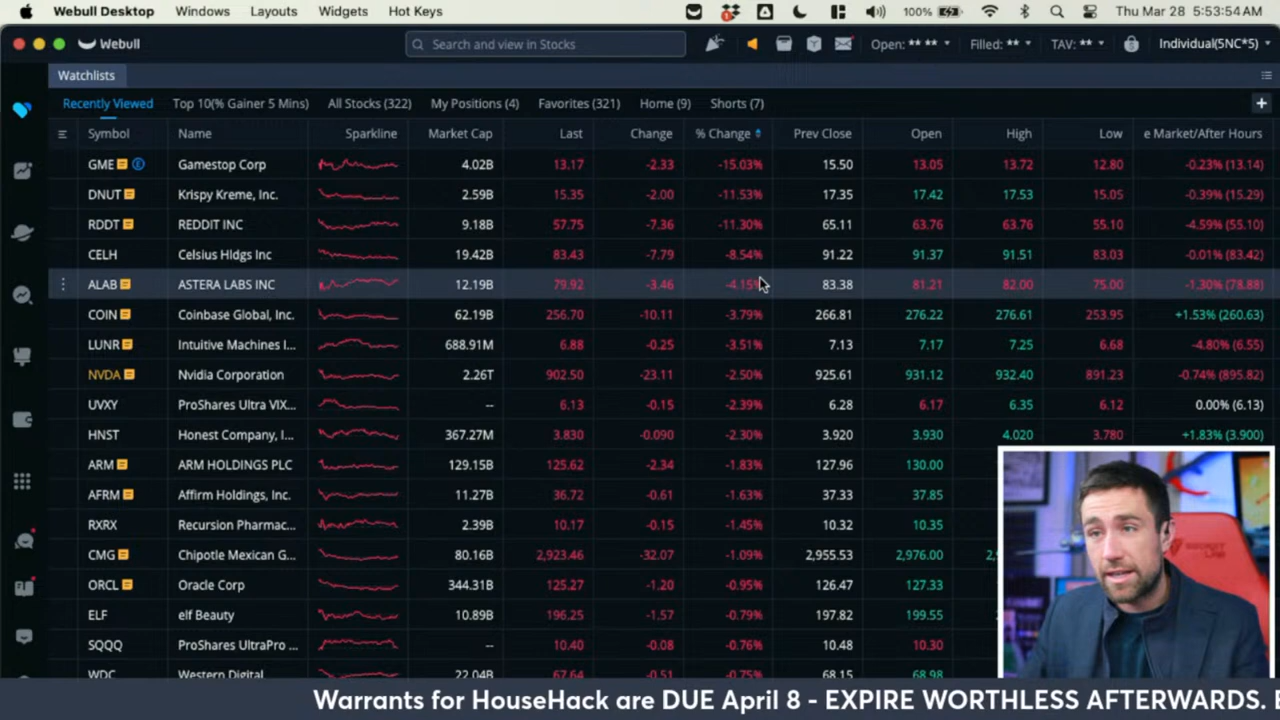 Webull Desktop Windows Layouts Widgets Hot Keys 100% Thu Mar 28 5:53:54 AM
Webull Search and view in Stocks Open: ** ** Filled: ** TAV: ** Individual(5NC*5)
Watchlists
Recently Viewed Top 10(% Gainer 5 Mins) All Stocks (322) My Positions (4) Favorites (321) Home (9) Shorts (7)
Symbol Name Sparkline Market Cap Last Change % Change Prev Close Open High Low e Market/After Hours
GME Gamestop Corp 4.02B 13.17 -2.33 -15.03% 15.50 13.05 13.72 12.80 -0.23% (13.14)
DNUT Krispy Kreme, Inc. 2.59B 15.35 -2.00 -11.53% 17.35 17.42 17.53 15.05 -0.39% (15.29)
RDDT REDDIT INC 9.18B 57.75 -7.36 -11.30% 65.11 63.76 63.76 55.10 -4.59% (55.10)
CELH Celsius Hldgs Inc 19.42B 83.43 -7.79 -8.54% 91.22 91.37 91.51 83.03 -0.01% (83.42)
ALAB ASTERA LABS INC 12.19B 79.92 -3.46 -4.15% 83.38 81.21 82.00 75.00 -1.30% (78.88)
COIN Coinbase Global, Inc. 62.19B 256.70 -10.11 -3.79% 266.81 276.22 276.61 253.95 +1.53% (260.63)
LUNR Intuitive Machines I... 688.91M 6.88 -0.25 -3.51% 7.13 7.17 7.25 6.68 -4.80% (6.55)
NVDA Nvidia Corporation 2.26T 902.50 -23.11 -2.50% 925.61 931.12 932.40 891.23 -0.74% (895.82)
UVXY ProShares Ultra VIX... -- 6.13 -0.15 -2.39% 6.28 6.17 6.35 6.12 0.00% (6.13)
HNST Honest Company, I... 367.27M 3.830 -0.090 -2.30% 3.920 3.930 4.020 3.780 +1.83% (3.900)
ARM ARM HOLDINGS PLC 129.15B 125.62 -2.34 -1.83% 127.96 130.00
AFRM Affirm Holdings, Inc. 11.27B 36.72 -0.61 -1.63% 37.33 37.85
RXRX Recursion Pharmac... 2.39B 10.17 -0.15 -1.45% 10.32 10.35
CMG Chipotle Mexican G... 80.16B 2,923.46 -32.07 -1.09% 2,955.53 2,976.00
ORCL Oracle Corp 344.31B 125.27 -1.20 -0.95% 126.47 127.33
ELF elf Beauty 10.89B 196.25 -1.57 -0.79% 197.82 199.55
SQQQ ProShares UltraPro ... -- 10.40 -0.08 -0.76% 10.48 10.30
WDC Western Digital 22.04B 67.64 -0.51 -0.75% 68.15 68.98
Warrants for HouseHack are DUE April 8 - EXPIRE WORTHLESS AFTERWARDS.